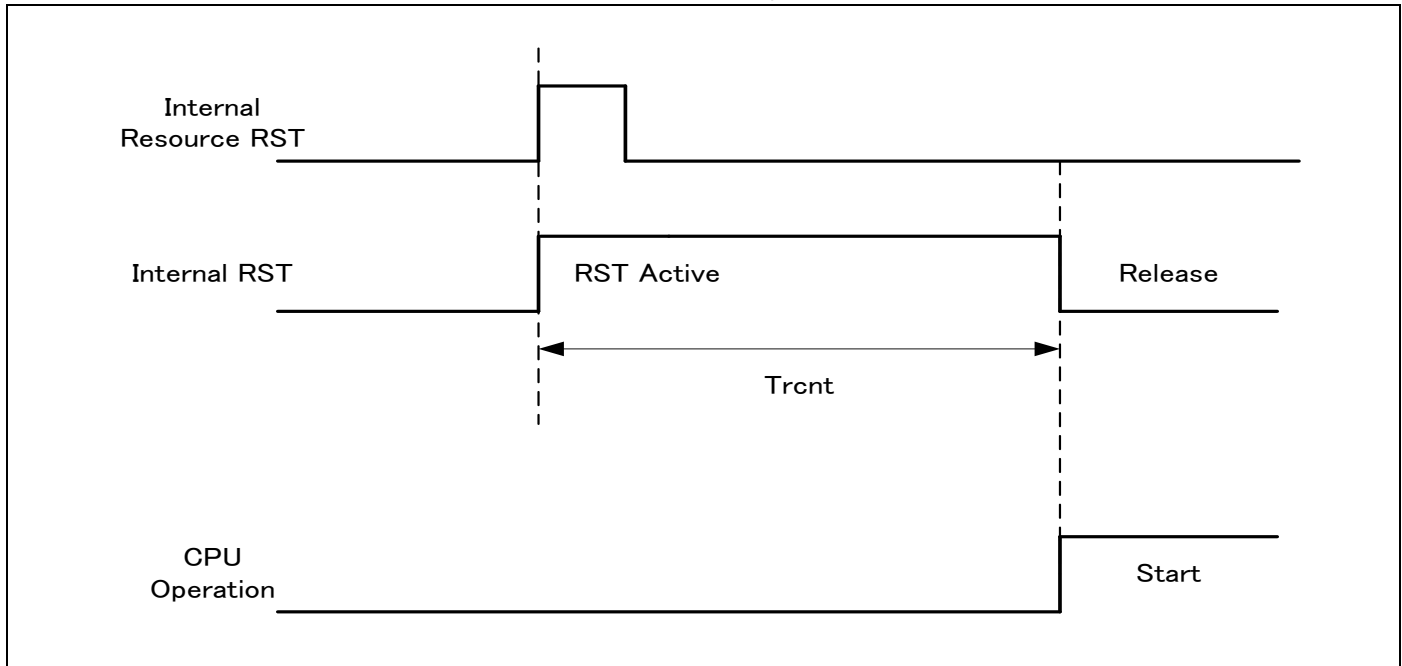 Internal
Resource RST
Internal RST
RST Active
Release
Trcnt
CPU
Operation
Start